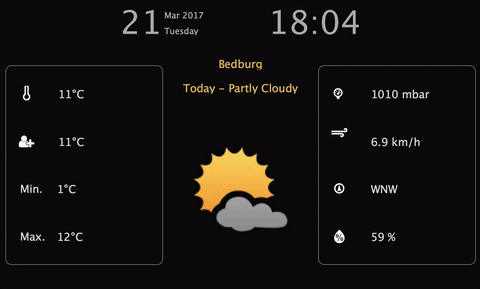 21 Mar 2017 Tuesday
18:04
Bedburg
Today - Partly Cloudy
11°C
11°C
Min. 1°C
Max. 12°C
1010 mbar
6.9 km/h
WNW
59 %